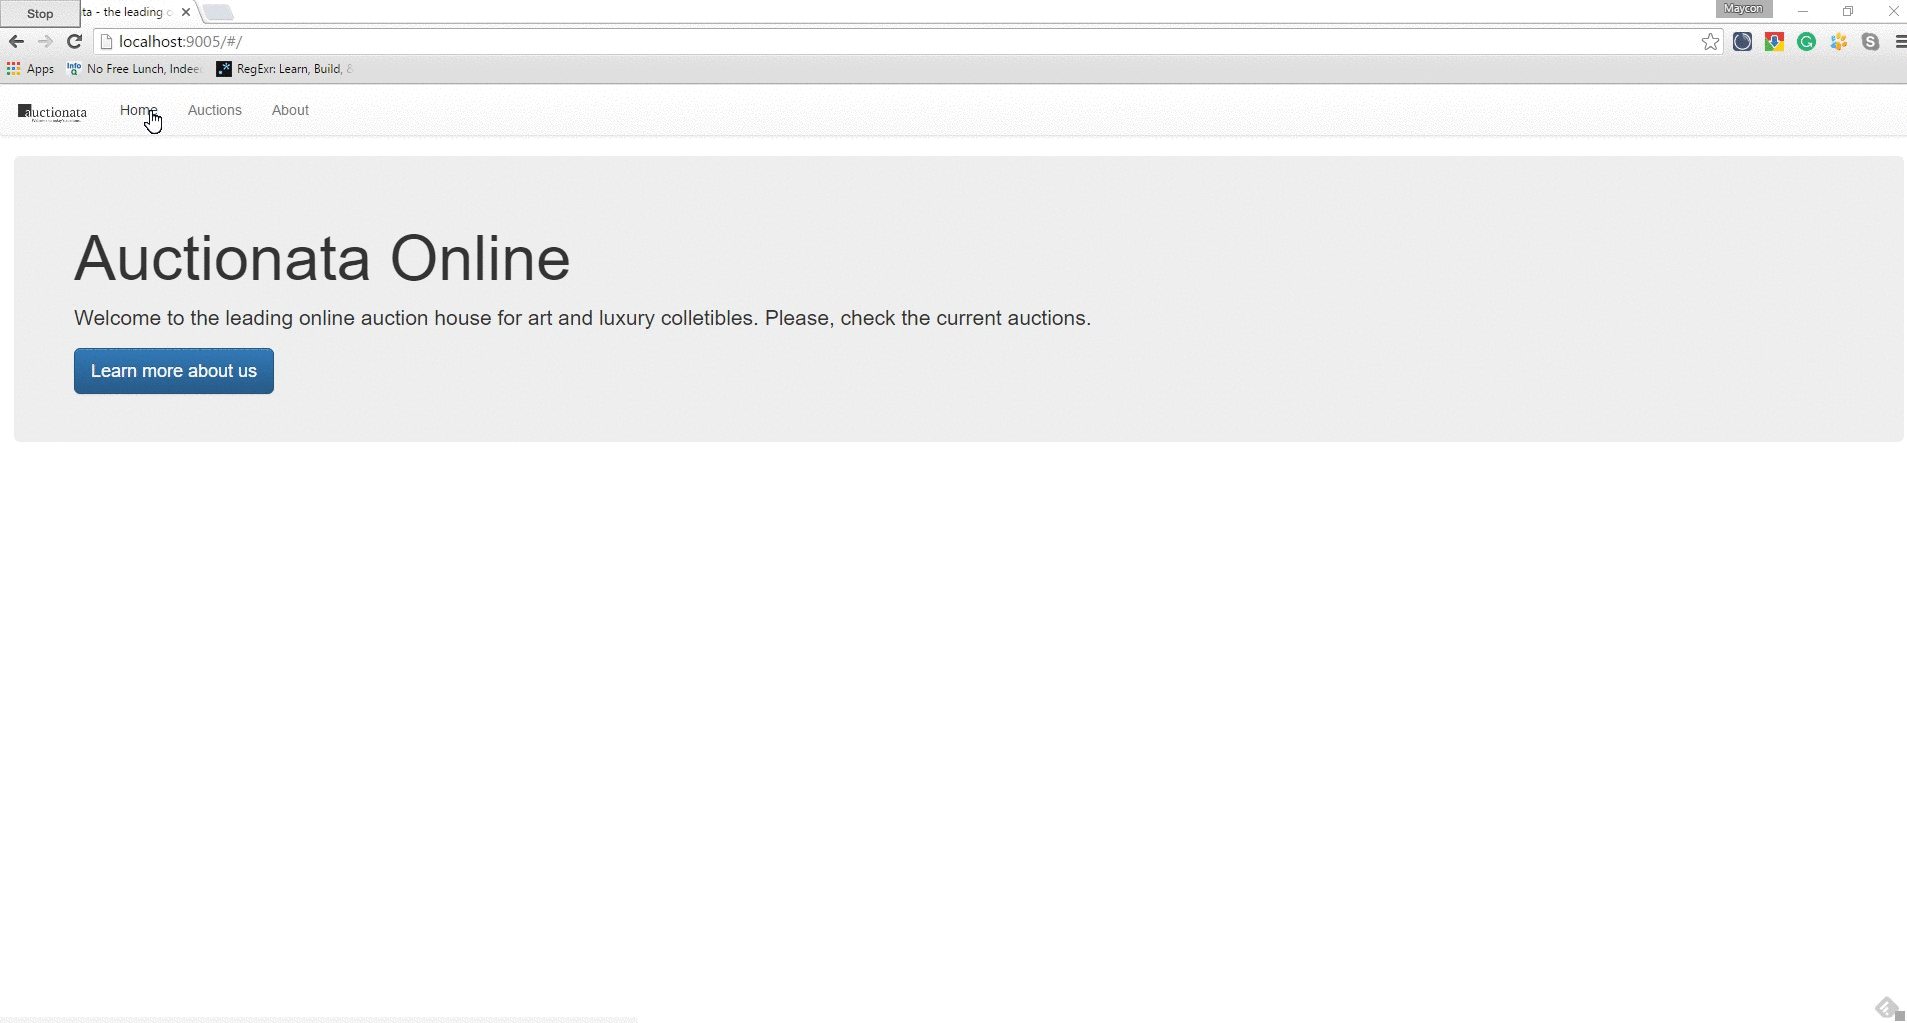 Stop
ta - the leading
Maycon
localhost:9005/#/
Apps
No Free Lunch, Indee
RegExr: Learn, Build, &
auctionata
Home
Auctions
About
Auctionata Online
Welcome to the leading online auction house for art and luxury colletibles. Please, check the current auctions.
Learn more about us